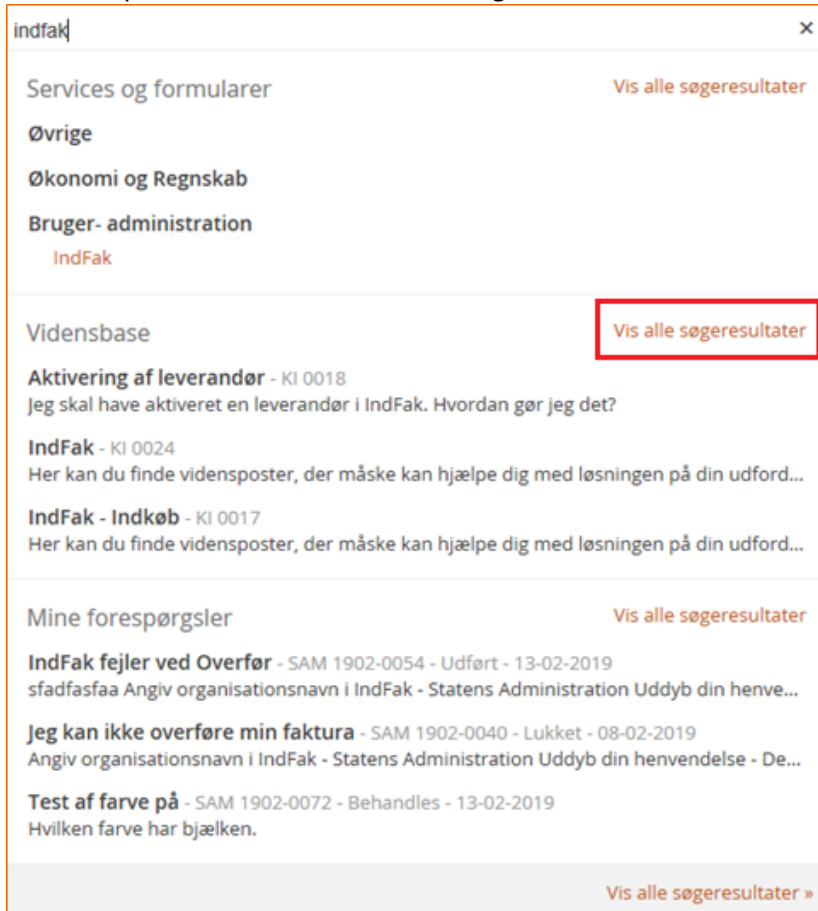 indfak
×
Services og formularer
Vis alle søgeresultater
Øvrige
Økonomi og Regnskab
Bruger- administration
IndFak
Vidensbase
Vis alle søgeresultater
Aktivering af leverandør - KI 0018
Jeg skal have aktiveret en leverandør i IndFak. Hvordan gør jeg det?
IndFak - KI 0024
Her kan du finde vidensposter, der måske kan hjælpe dig med løsningen på din udford...
IndFak - Indkøb - KI 0017
Her kan du finde vidensposter, der måske kan hjælpe dig med løsningen på din udford...
Mine forespørgsler
Vis alle søgeresultater
IndFak fejler ved Overfør - SAM 1902-0054 - Udført - 13-02-2019
sfadfasfaa Angiv organisationsnavn i IndFak - Statens Administration Uddyb din henve...
Jeg kan ikke overføre min faktura - SAM 1902-0040 - Lukket - 08-02-2019
Angiv organisationsnavn i IndFak - Statens Administration Uddyb din henvendelse - De...
Test af farve på - SAM 1902-0072 - Behandles - 13-02-2019
Hvilken farve har bjælken.
Vis alle søgeresultater »